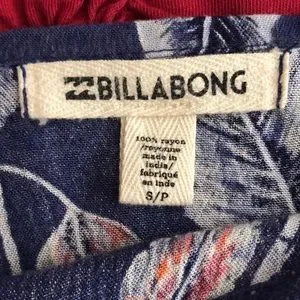 BILLABONG
100% rayon
/rayonne
made in
india/
fabriqué
en inde
S/P